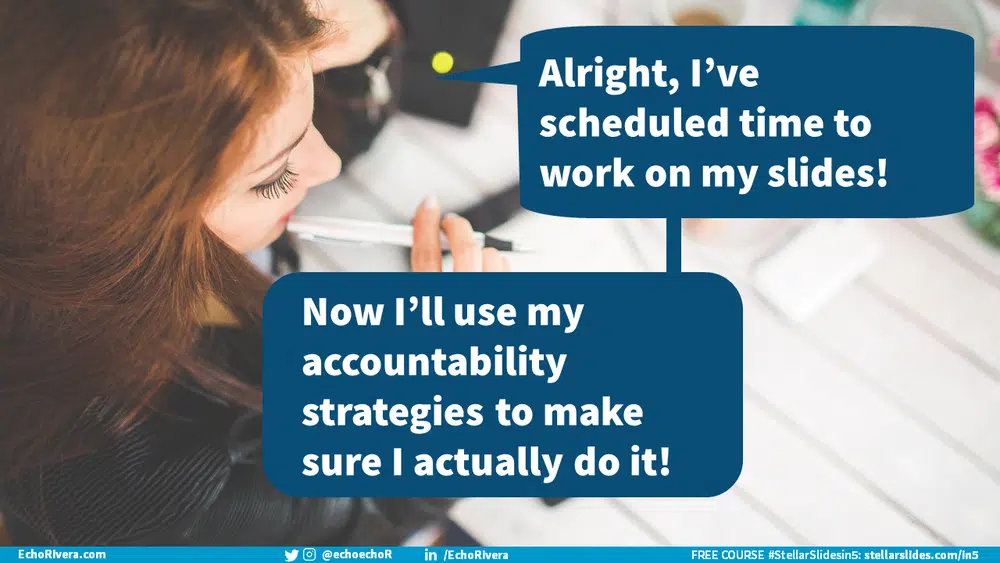 Alright, I’ve
scheduled time to
work on my slides!
Now I’ll use my
accountability
strategies to make
sure I actually do it!
EchoRivera.com
@echoechoR
/EchoRivera
FREE COURSE #StellarSlidesin5: stellarslides.com/in5